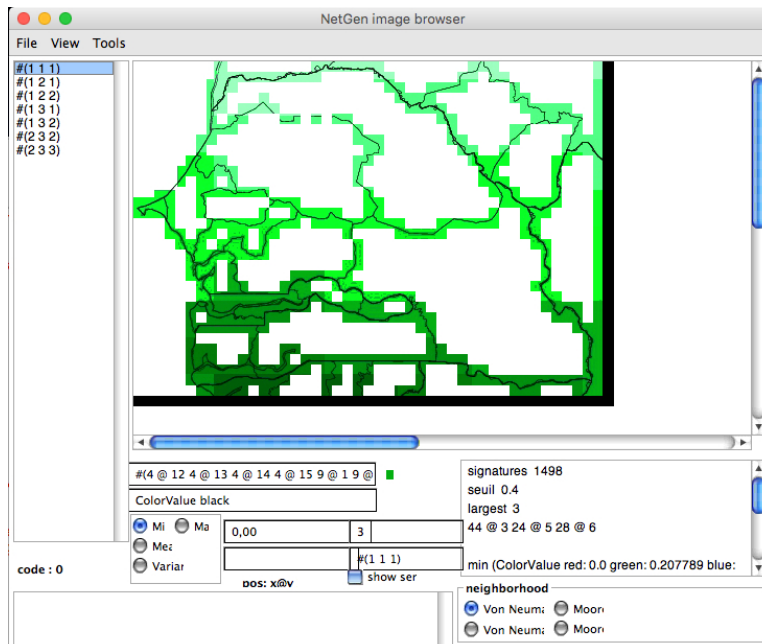 NetGen image browser
File View Tools
#(1 1 1)
#(1 2 1)
#(1 2 2)
#(1 3 1)
#(1 3 2)
#(2 3 2)
#(2 3 3)
#(4 @ 12 4 @ 13 4 @ 14 4 @ 15 9 @ 1 9 @
ColorValue black
Mi Ma
Mea
Variar
0,00 3
#(1 1 1)
show ser
pos: x@y
code : 0
signatures 1498
seuil 0.4
largest 3
44 @ 3 24 @ 5 28 @ 6
min (ColorValue red: 0.0 green: 0.207789 blue:
neighborhood
Von Neuma Moore
Von Neuma Moore